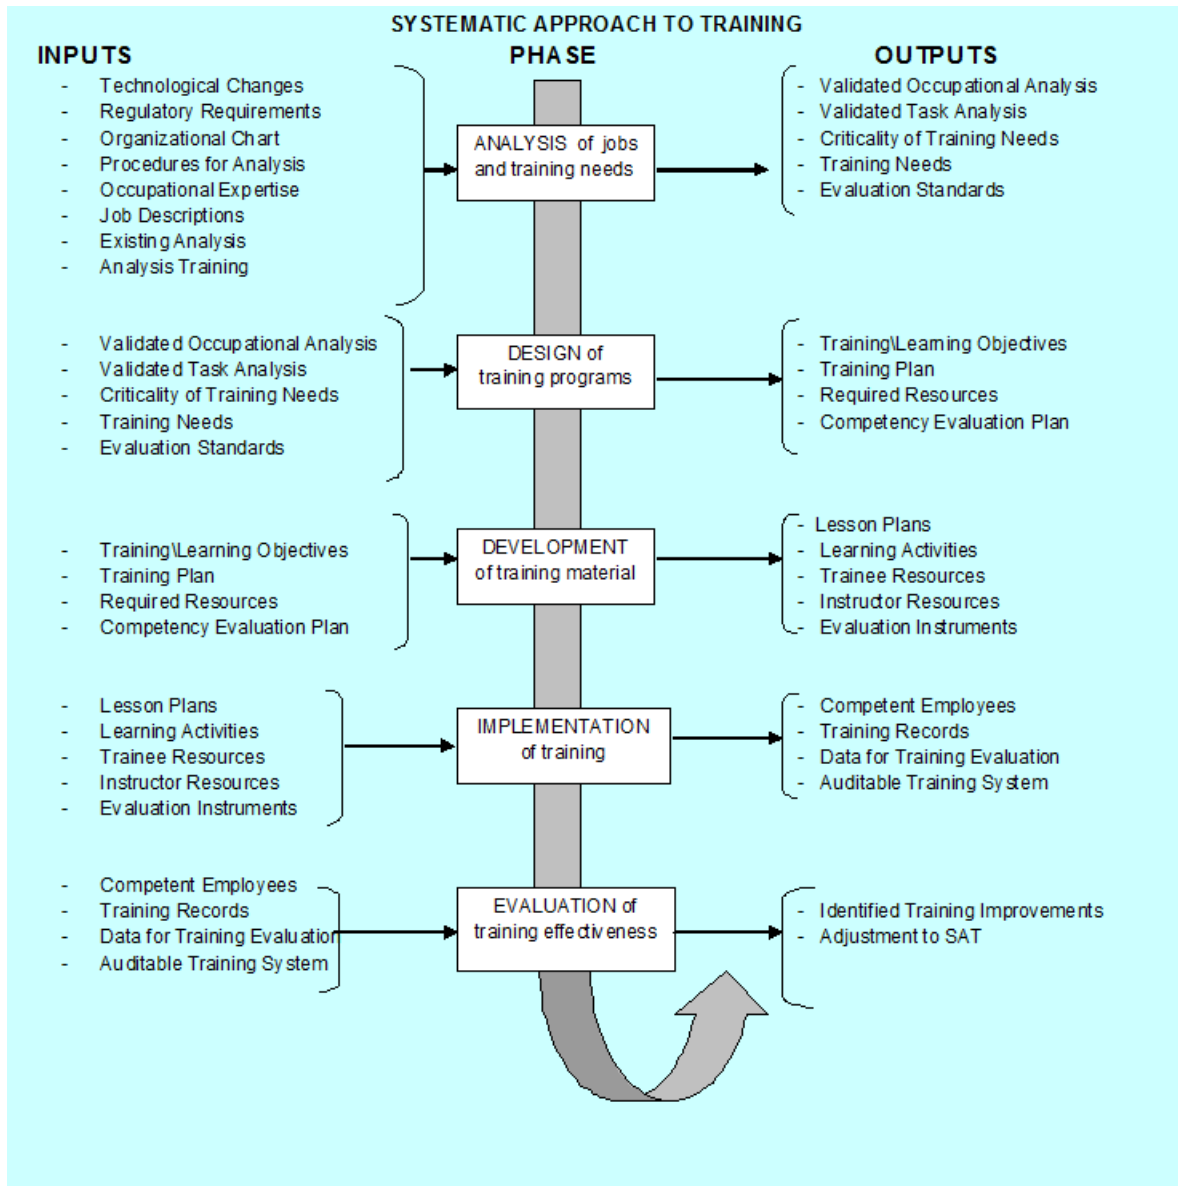 SYSTEMATIC APPROACH TO TRAINING
INPUTS
PHASE
OUTPUTS
- Technological Changes
- Regulatory Requirements
- Organizational Chart
- Procedures for Analysis
- Occupational Expertise
- Job Descriptions
- Existing Analysis
- Analysis Training
ANALYSIS of jobs
and training needs
- Validated Occupational Analysis
- Validated Task Analysis
- Criticality of Training Needs
- Training Needs
- Evaluation Standards
- Validated Occupational Analysis
- Validated Task Analysis
- Criticality of Training Needs
- Training Needs
- Evaluation Standards
DESIGN of
training programs
- Training\Learning Objectives
- Training Plan
- Required Resources
- Competency Evaluation Plan
- Training\Learning Objectives
- Training Plan
- Required Resources
- Competency Evaluation Plan
DEVELOPMENT
of training material
- Lesson Plans
- Learning Activities
- Trainee Resources
- Instructor Resources
- Evaluation Instruments
- Lesson Plans
- Learning Activities
- Trainee Resources
- Instructor Resources
- Evaluation Instruments
IMPLEMENTATION
of training
- Competent Employees
- Training Records
- Data for Training Evaluation
- Auditable Training System
- Competent Employees
- Training Records
- Data for Training Evaluation
- Auditable Training System
EVALUATION of
training effectiveness
- Identified Training Improvements
- Adjustment to SAT